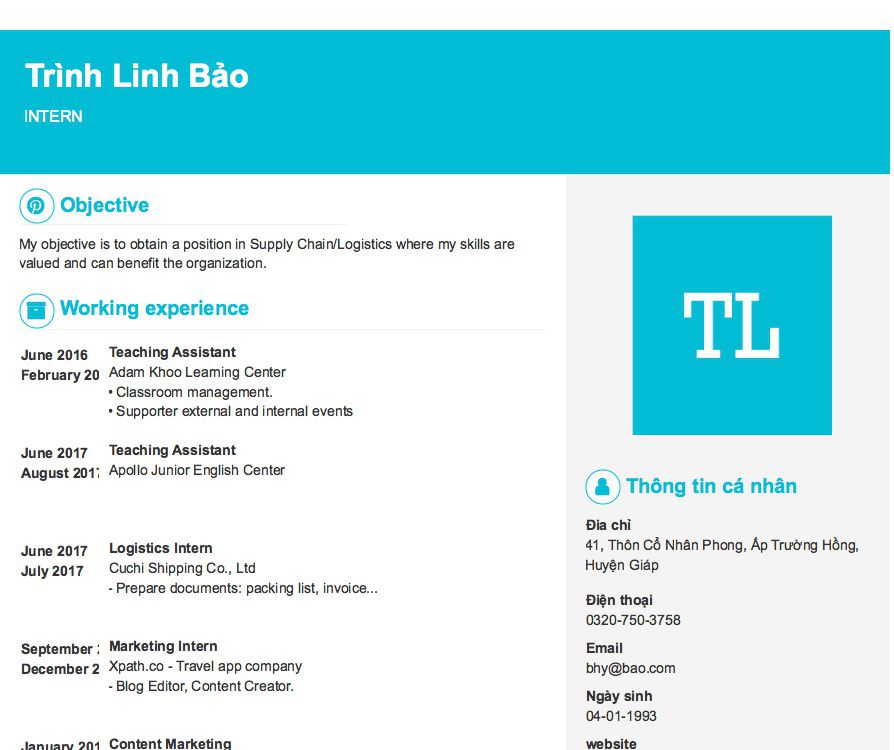 Trình Linh Bảo
INTERN
Objective
My objective is to obtain a position in Supply Chain/Logistics where my skills are
valued and can benefit the organization.
Working experience
June 2016
February 20
Teaching Assistant
Adam Khoo Learning Center
• Classroom management.
• Supporter external and internal events
June 2017
August 2017
Teaching Assistant
Apollo Junior English Center
June 2017
July 2017
Logistics Intern
Cuchi Shipping Co., Ltd
- Prepare documents: packing list, invoice...
September
December 2
Marketing Intern
Xpath.co - Travel app company
- Blog Editor, Content Creator.
January 201
Content Marketing
TL
Thông tin cá nhân
Địa chỉ
41, Thôn Cổ Nhân Phong, Ấp Trường Hồng,
Huyện Giáp
Điện thoại
0320-750-3758
Email
bhy@bao.com
Ngày sinh
04-01-1993
website